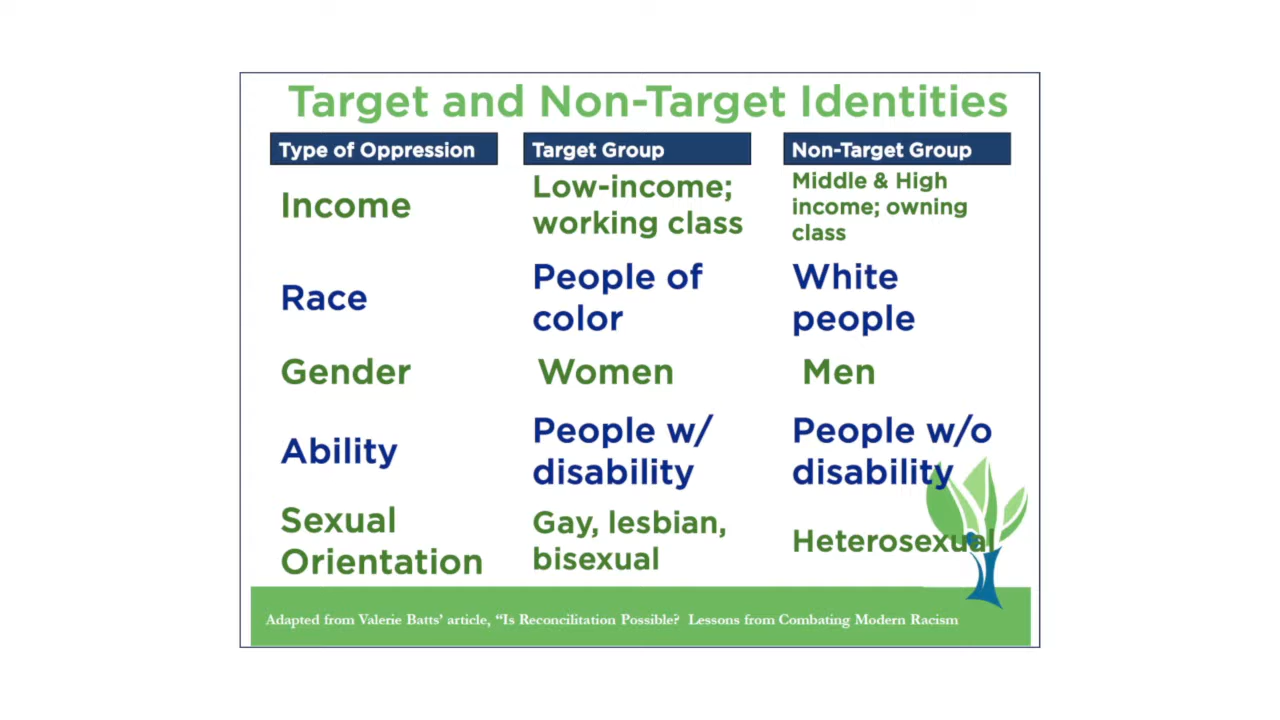 Target and Non-Target Identities
Type of Oppression
Target Group
Non-Target Group
Income
Low-income;
working class
Middle & High
income; owning
class
Race
People of
color
White
people
Gender
Women
Men
Ability
People w/
disability
People w/o
disability
Sexual
Orientation
Gay, lesbian,
bisexual
Heterosexual
Adapted from Valerie Batts’ article, “Is Reconcilitation Possible?  Lessons from Combating Modern Racism